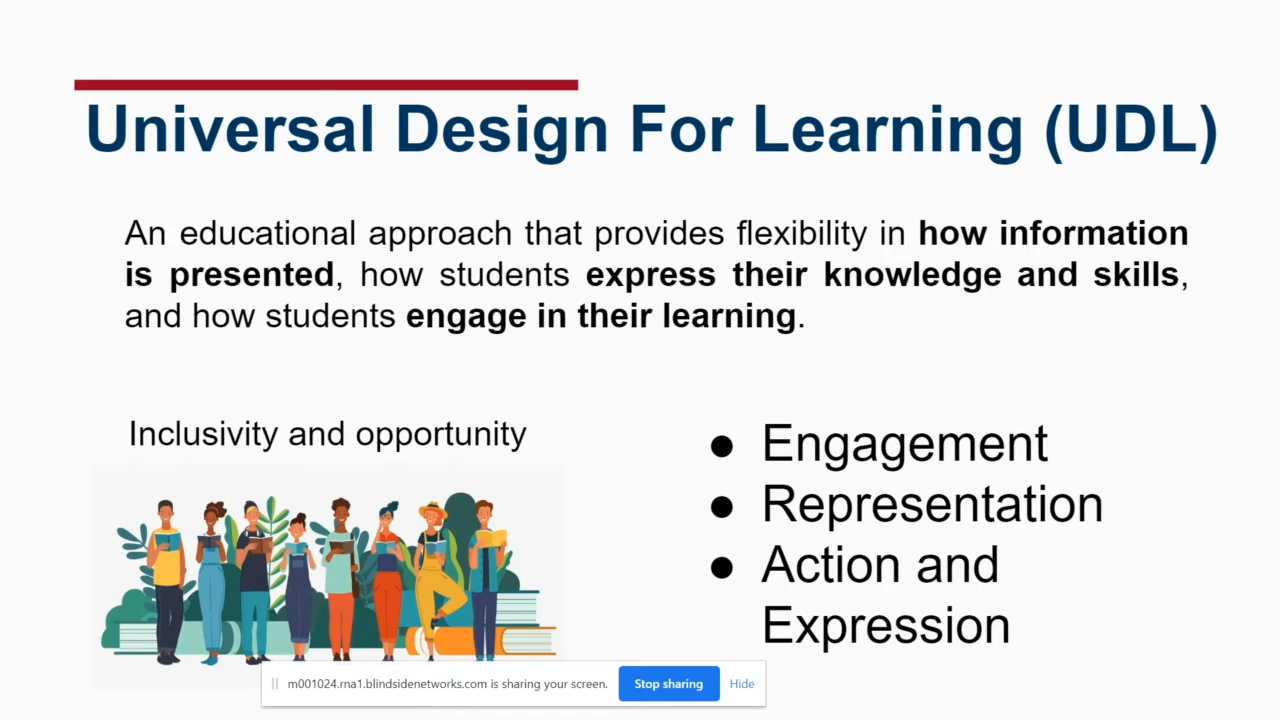 Universal Design For Learning (UDL)
An educational approach that provides flexibility in how information
is presented, how students express their knowledge and skills,
and how students engage in their learning.
Inclusivity and opportunity
● Engagement
● Representation
● Action and
Expression
m001024.rna1.blindsidenetworks.com is sharing your screen. Stop sharing Hide